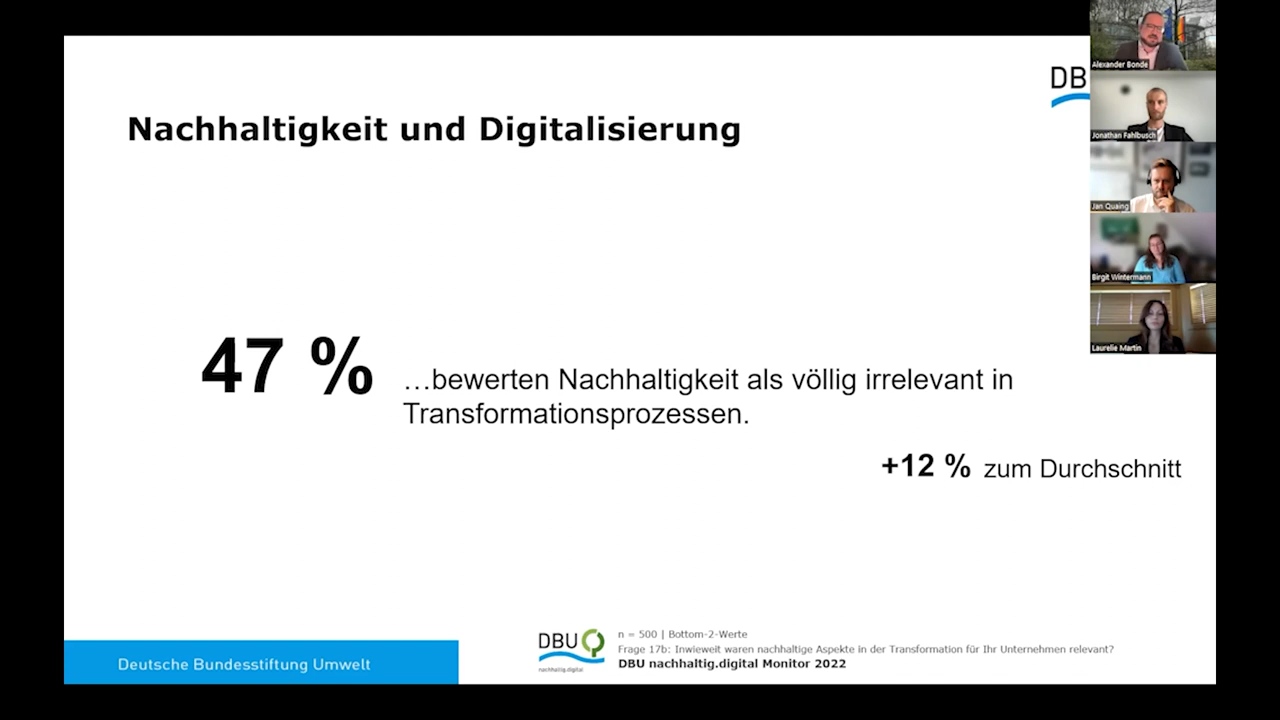 Nachhaltigkeit und Digitalisierung
DB
Alexander Bonde
Jonathan Fahlbusch
Jan Quaing
Birgit Wintermann
Laurelie Martin
47 %
…bewerten Nachhaltigkeit als völlig irrelevant in
Transformationsprozessen.
+12 % zum Durchschnitt
Deutsche Bundesstiftung Umwelt
DBU
nachhaltig.digital
n = 500 | Bottom-2-Werte
Frage 17b: Inwieweit waren nachhaltige Aspekte in der Transformation für Ihr Unternehmen relevant?
DBU nachhaltig.digital Monitor 2022